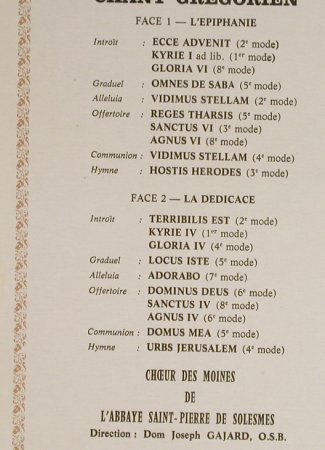 CHANT GRÉGORIEN
FACE 1 — L'EPIPHANIE
Introït : ECCE ADVENIT (2e mode)
KYRIE I ad lib. (1er mode)
GLORIA VI (8e mode)
Graduel : OMNES DE SABA (5e mode)
Alleluia : VIDIMUS STELLAM (2e mode)
Offertoire : REGES THARSIS (5e mode)
SANCTUS VI (3e mode)
AGNUS VI (8e mode)
Communion : VIDIMUS STELLAM (4e mode)
Hymne : HOSTIS HERODES (3e mode)
FACE 2 — LA DEDICACE
Introït : TERRIBILIS EST (2e mode)
KYRIE IV (1er mode)
GLORIA IV (4e mode)
Graduel : LOCUS ISTE (5e mode)
Alleluia : ADORABO (7e mode)
Offertoire : DOMINUS DEUS (6e mode)
SANCTUS IV (8e mode)
AGNUS IV (6e mode)
Communion : DOMUS MEA (5e mode)
Hymne : URBS JERUSALEM (4e mode)
CHŒUR DES MOINES
DE
L'ABBAYE SAINT-PIERRE DE SOLESMES
Direction : Dom Joseph GAJARD, O.S.B.